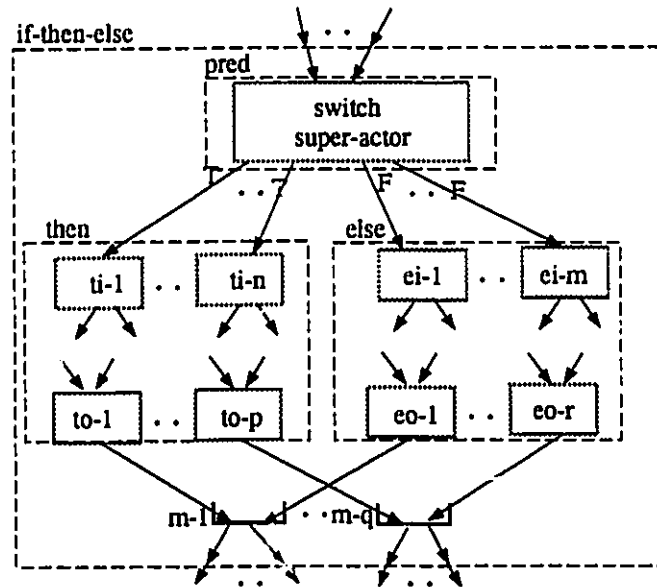 if-then-else
pred
switch
super-actor
T . . T F . . F
then
else
ti-1 . . ti-n
ei-1 . . ei-m
to-1 . . to-p
eo-1 . . eo-r
m-1 . . m-q